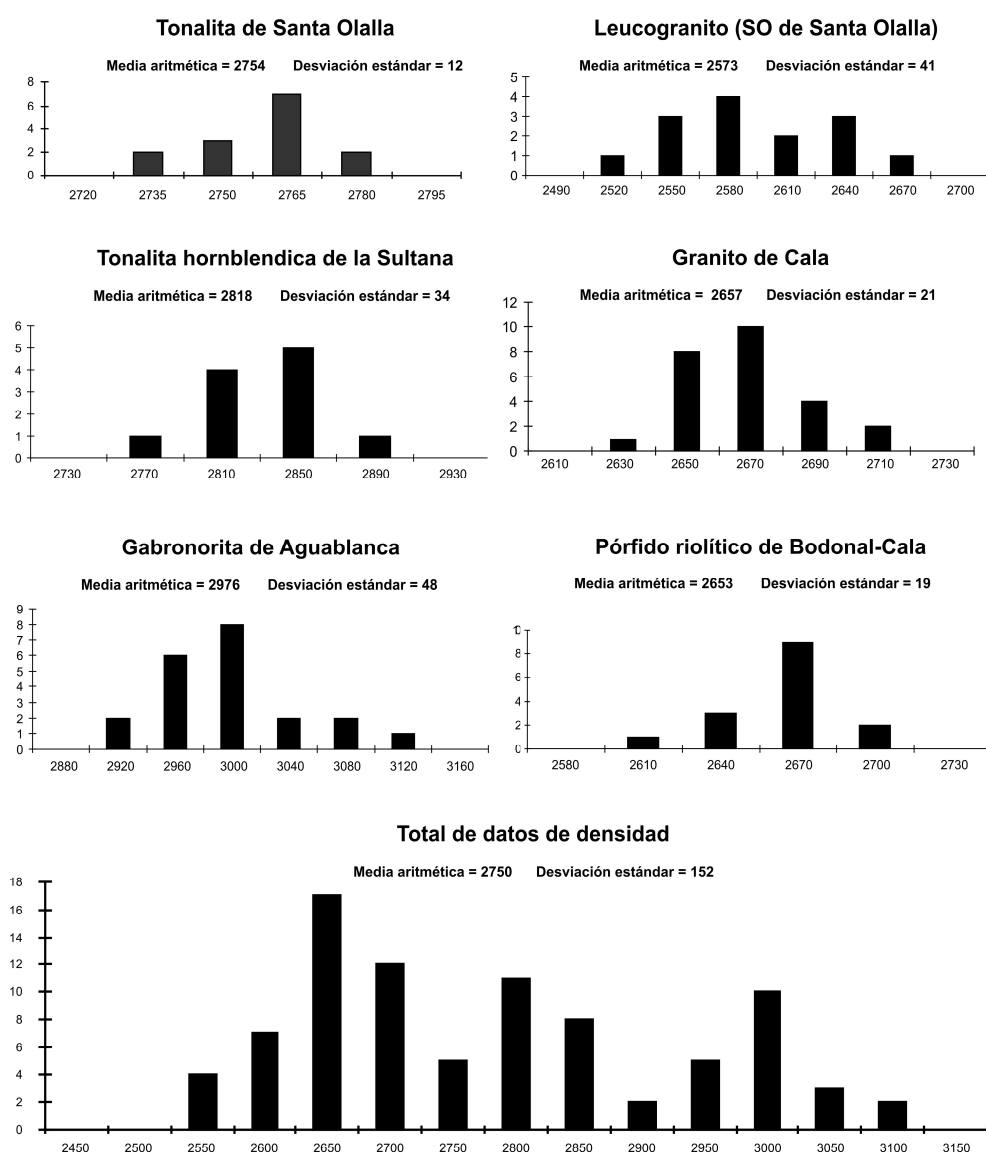 Tonalita de Santa Olalla
Media aritmética = 2754 Desviación estándar = 12
8
6
4
2
0
2720 2735 2750 2765 2780 2795
Leucogranito (SO de Santa Olalla)
Media aritmética = 2573 Desviación estándar = 41
5
4
3
2
1
0
2490 2520 2550 2580 2610 2640 2670 2700
Tonalita hornblendica de la Sultana
Media aritmética = 2818 Desviación estándar = 34
6
5
4
3
2
1
0
2730 2770 2810 2850 2890 2930
Granito de Cala
Media aritmética = 2657 Desviación estándar = 21
12
10
8
6
4
2
0
2610 2630 2650 2670 2690 2710 2730
Gabronorita de Aguablanca
Media aritmética = 2976 Desviación estándar = 48
9
8
7
6
5
4
3
2
1
0
2880 2920 2960 3000 3040 3080 3120 3160
Pórfido riolítico de Bodonal-Cala
Media aritmética = 2653 Desviación estándar = 19
8
6
4
2
0
2580 2610 2640 2670 2700 2730
Total de datos de densidad
Media aritmética = 2750 Desviación estándar = 152
18
16
14
12
10
8
6
4
2
0
2450 2500 2550 2600 2650 2700 2750 2800 2850 2900 2950 3000 3050 3100 3150